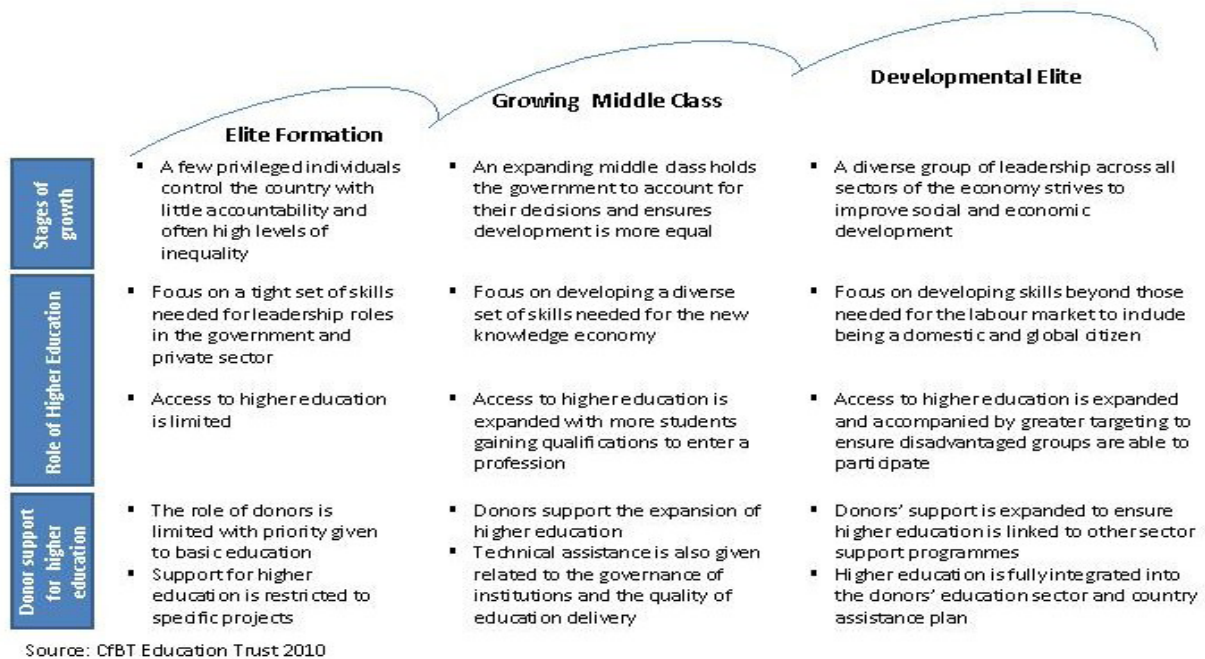 Developmental Elite
Growing Middle Class
Elite Formation
Stages of
growth
▪ A few privileged individuals
control the country with
little accountability and
often high levels of
inequality
▪ An expanding middle class holds
the government to account for
their decisions and ensures
development is more equal
▪ A diverse group of leadership across all
sectors of the economy strives to
improve social and economic
development
Role of Higher Education
▪ Focus on a tight set of skills
needed for leadership roles
in the government and
private sector
▪ Focus on developing a diverse
set of skills needed for the new
knowledge economy
▪ Focus on developing skills beyond those
needed for the labour market to include
being a domestic and global citizen
▪ Access to higher education
is limited
▪ Access to higher education is
expanded with more students
gaining qualifications to enter a
profession
▪ Access to higher education is expanded
and accompanied by greater targeting to
ensure disadvantaged groups are able to
participate
Donor support
for higher
education
▪ The role of donors is
limited with priority given
to basic education
▪ Support for higher
education is restricted to
specific projects
▪ Donors support the expansion of
higher education
▪ Technical assistance is also given
related to the governance of
institutions and the quality of
education delivery
▪ Donors' support is expanded to ensure
higher education is linked to other sector
support programmes
▪ Higher education is fully integrated into
the donors' education sector and country
assistance plan
Source: CfBT Education Trust 2010